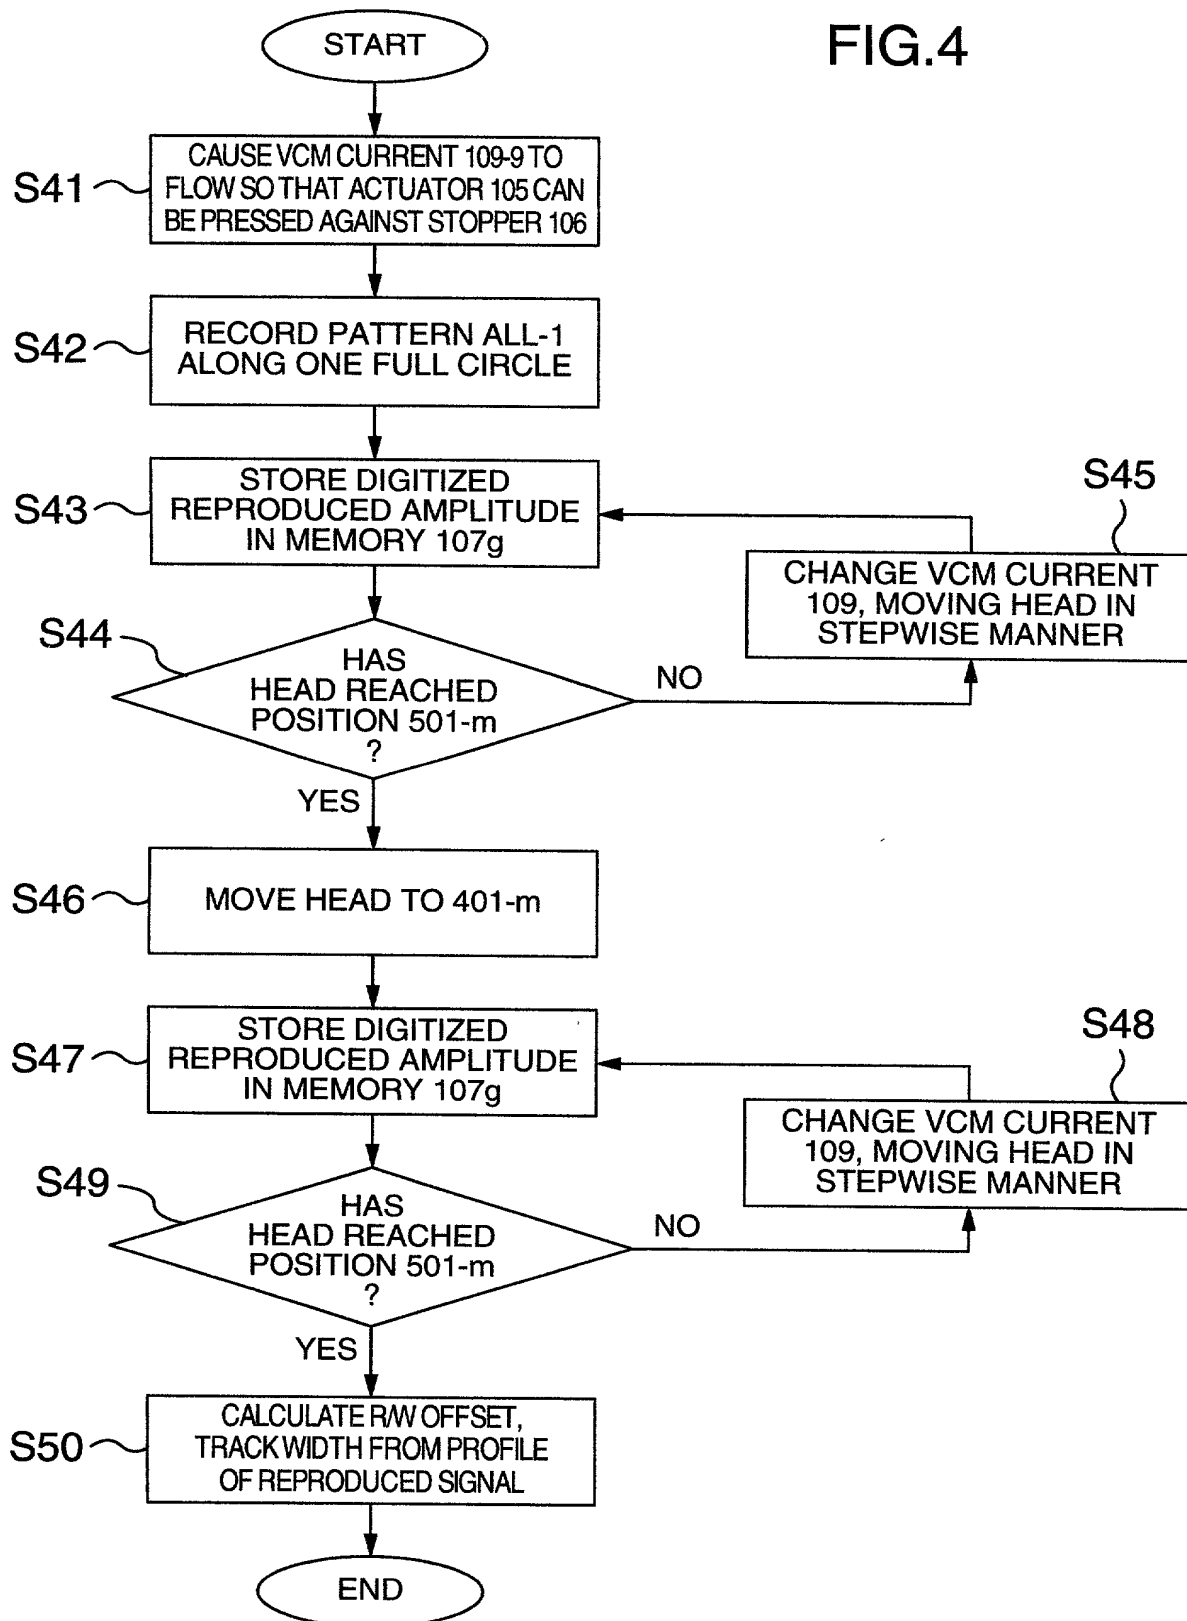 FIG.4
START
S41
CAUSE VCM CURRENT 109-9 TO
FLOW SO THAT ACTUATOR 105 CAN
BE PRESSED AGAINST STOPPER 106
S42
RECORD PATTERN ALL-1
ALONG ONE FULL CIRCLE
S43
STORE DIGITIZED
REPRODUCED AMPLITUDE
IN MEMORY 107g
S45
CHANGE VCM CURRENT
109, MOVING HEAD IN
STEPWISE MANNER
S44
HAS
HEAD REACHED
POSITION 501-m
?
NO
YES
S46
MOVE HEAD TO 401-m
S47
STORE DIGITIZED
REPRODUCED AMPLITUDE
IN MEMORY 107g
S48
CHANGE VCM CURRENT
109, MOVING HEAD IN
STEPWISE MANNER
S49
HAS
HEAD REACHED
POSITION 501-m
?
NO
YES
S50
CALCULATE R/W OFFSET,
TRACK WIDTH FROM PROFILE
OF REPRODUCED SIGNAL
END